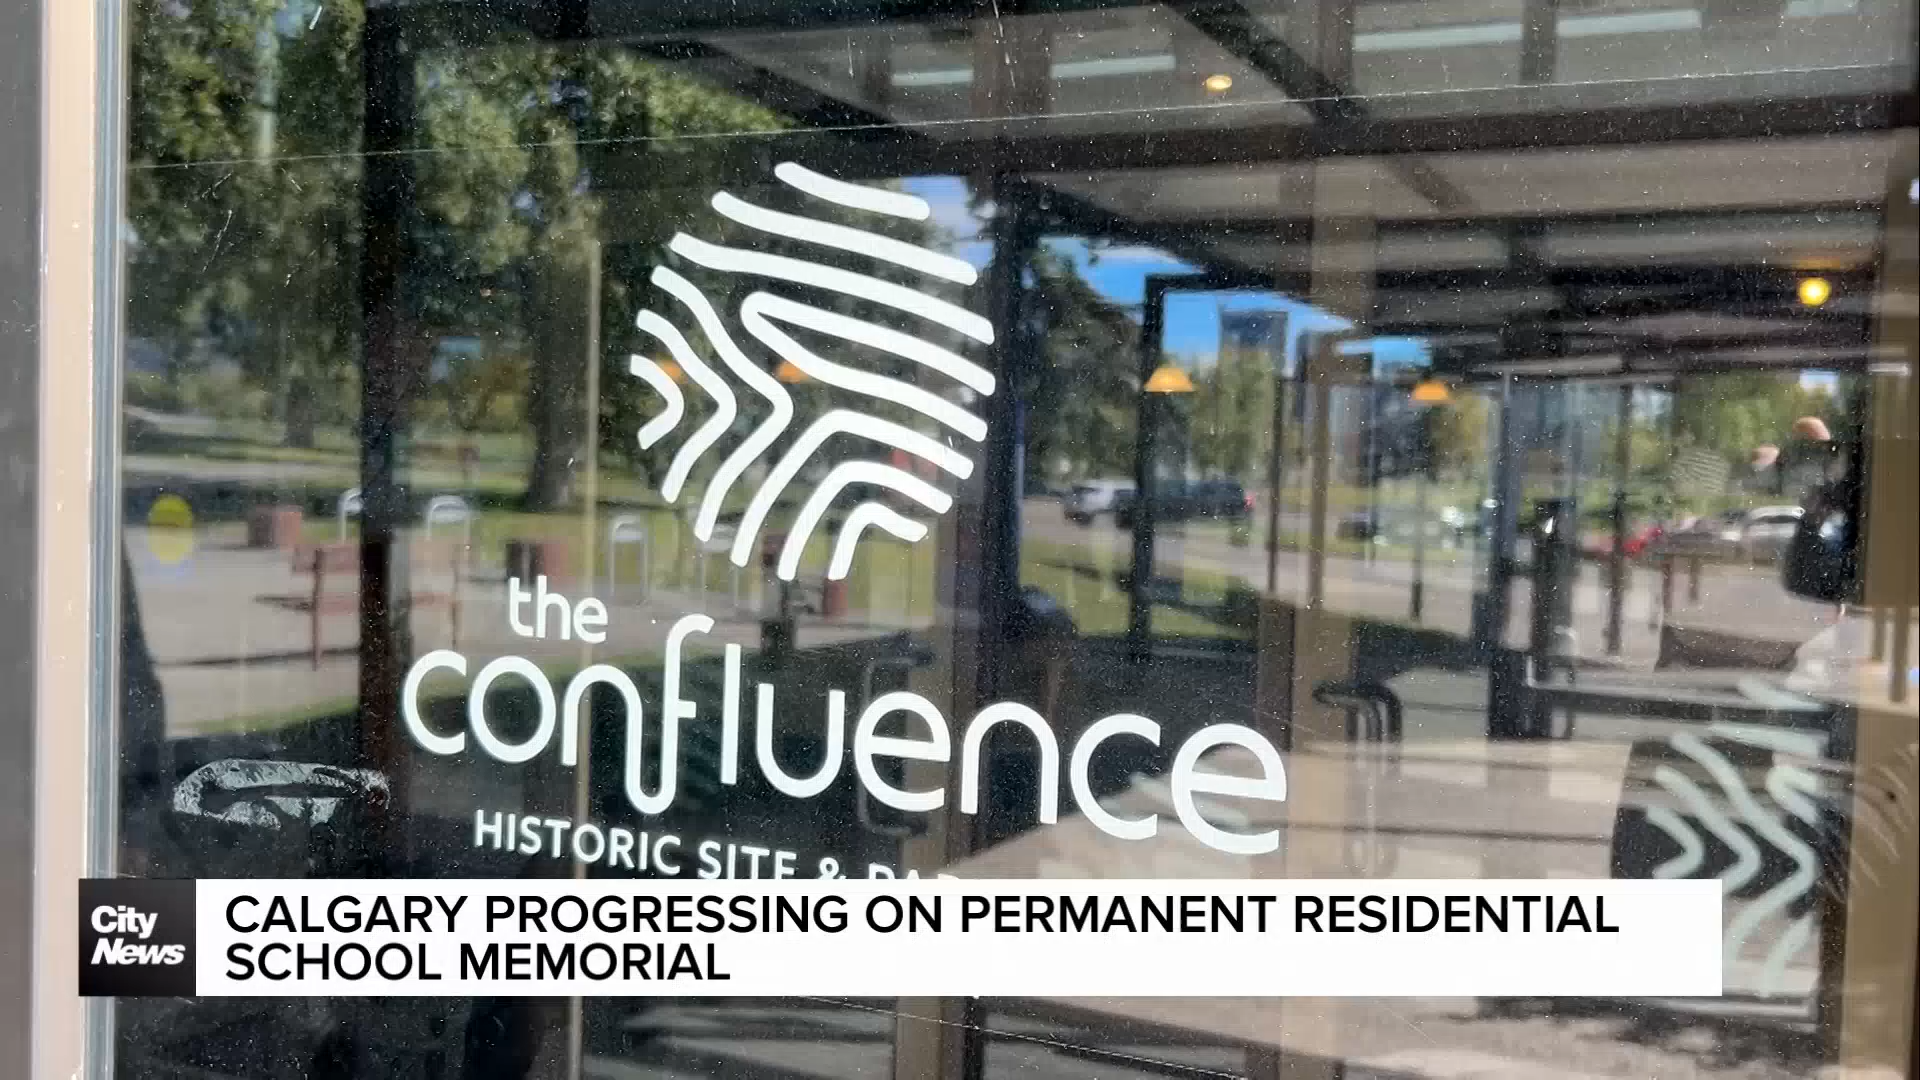 the
confluence
HISTORIC SITE &
City
News
CALGARY PROGRESSING ON PERMANENT RESIDENTIAL
SCHOOL MEMORIAL